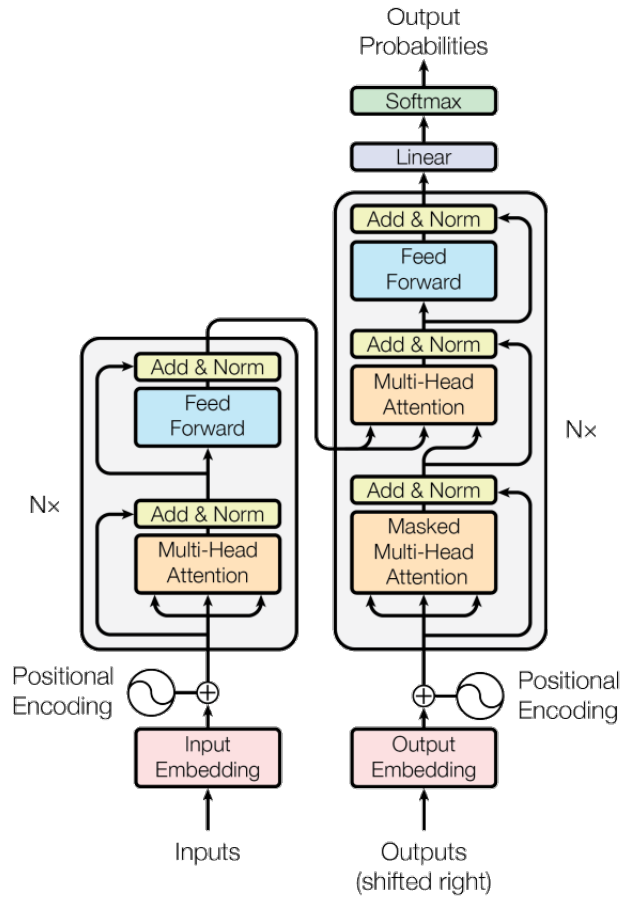 Output
Probabilities
Softmax
Linear
Add & Norm
Feed
Forward
Add & Norm
Multi-Head
Attention
Add & Norm
Masked
Multi-Head
Attention
N×
Add & Norm
Feed
Forward
Add & Norm
Multi-Head
Attention
N×
Positional
Encoding
Positional
Encoding
Input
Embedding
Output
Embedding
Inputs
Outputs
(shifted right)